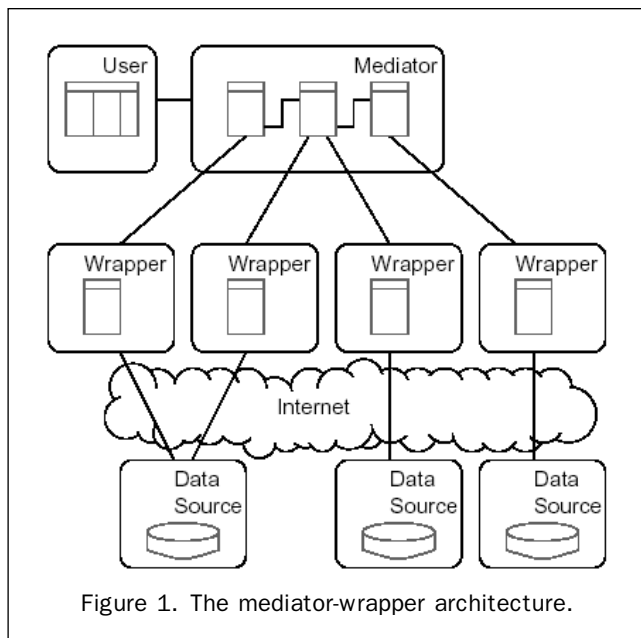 User
Mediator
Wrapper
Wrapper
Wrapper
Wrapper
Internet
Data
Source
Data
Source
Data
Source
Figure 1. The mediator-wrapper architecture.